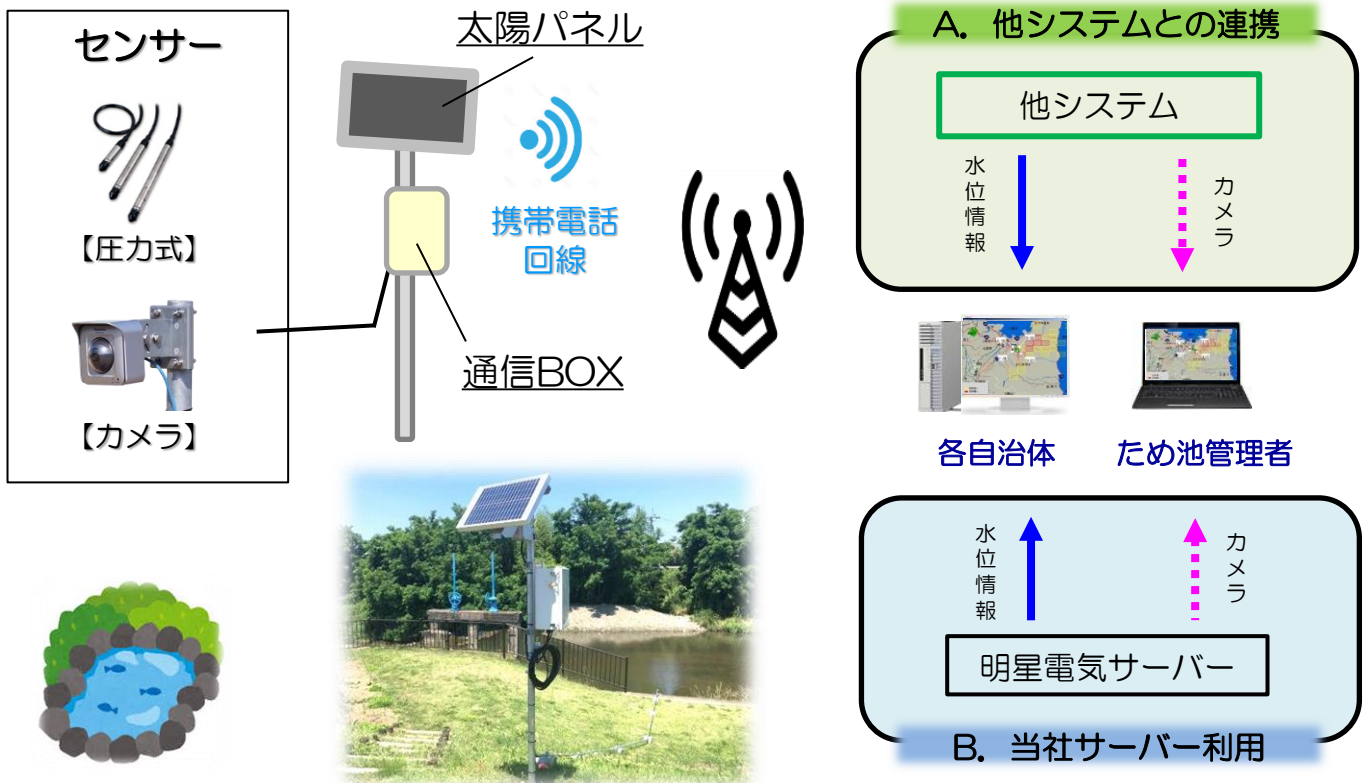 センサー
【圧力式】
【カメラ】
太陽パネル
携帯電話
回線
通信BOX
A. 他システムとの連携
他システム
水位情報
カメラ
各自治体
ため池管理者
水位情報
カメラ
明星電気サーバー
B. 当社サーバー利用